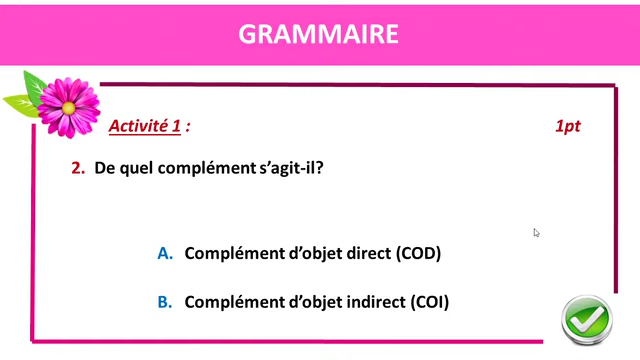 GRAMMAIRE
Activité 1 : 1pt
2. De quel complément s’agit-il?
A. Complément d’objet direct (COD)
B. Complément d’objet indirect (COI)